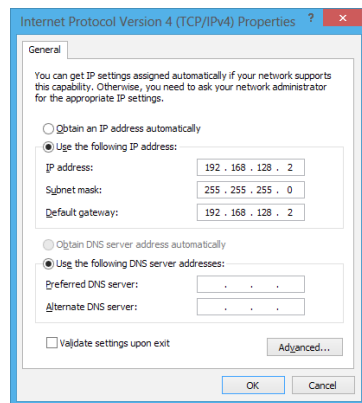 Internet Protocol Version 4 (TCP/IPv4) Properties ? ×
General
You can get IP settings assigned automatically if your network supports
this capability. Otherwise, you need to ask your network administrator
for the appropriate IP settings.
Obtain an IP address automatically
Use the following IP address:
IP address: 192 . 168 . 128 . 2
Subnet mask: 255 . 255 . 255 . 0
Default gateway: 192 . 168 . 128 . 2
Obtain DNS server address automatically
Use the following DNS server addresses:
Preferred DNS server: . . .
Alternate DNS server: . . .
Validate settings upon exit
Advanced...
OK Cancel